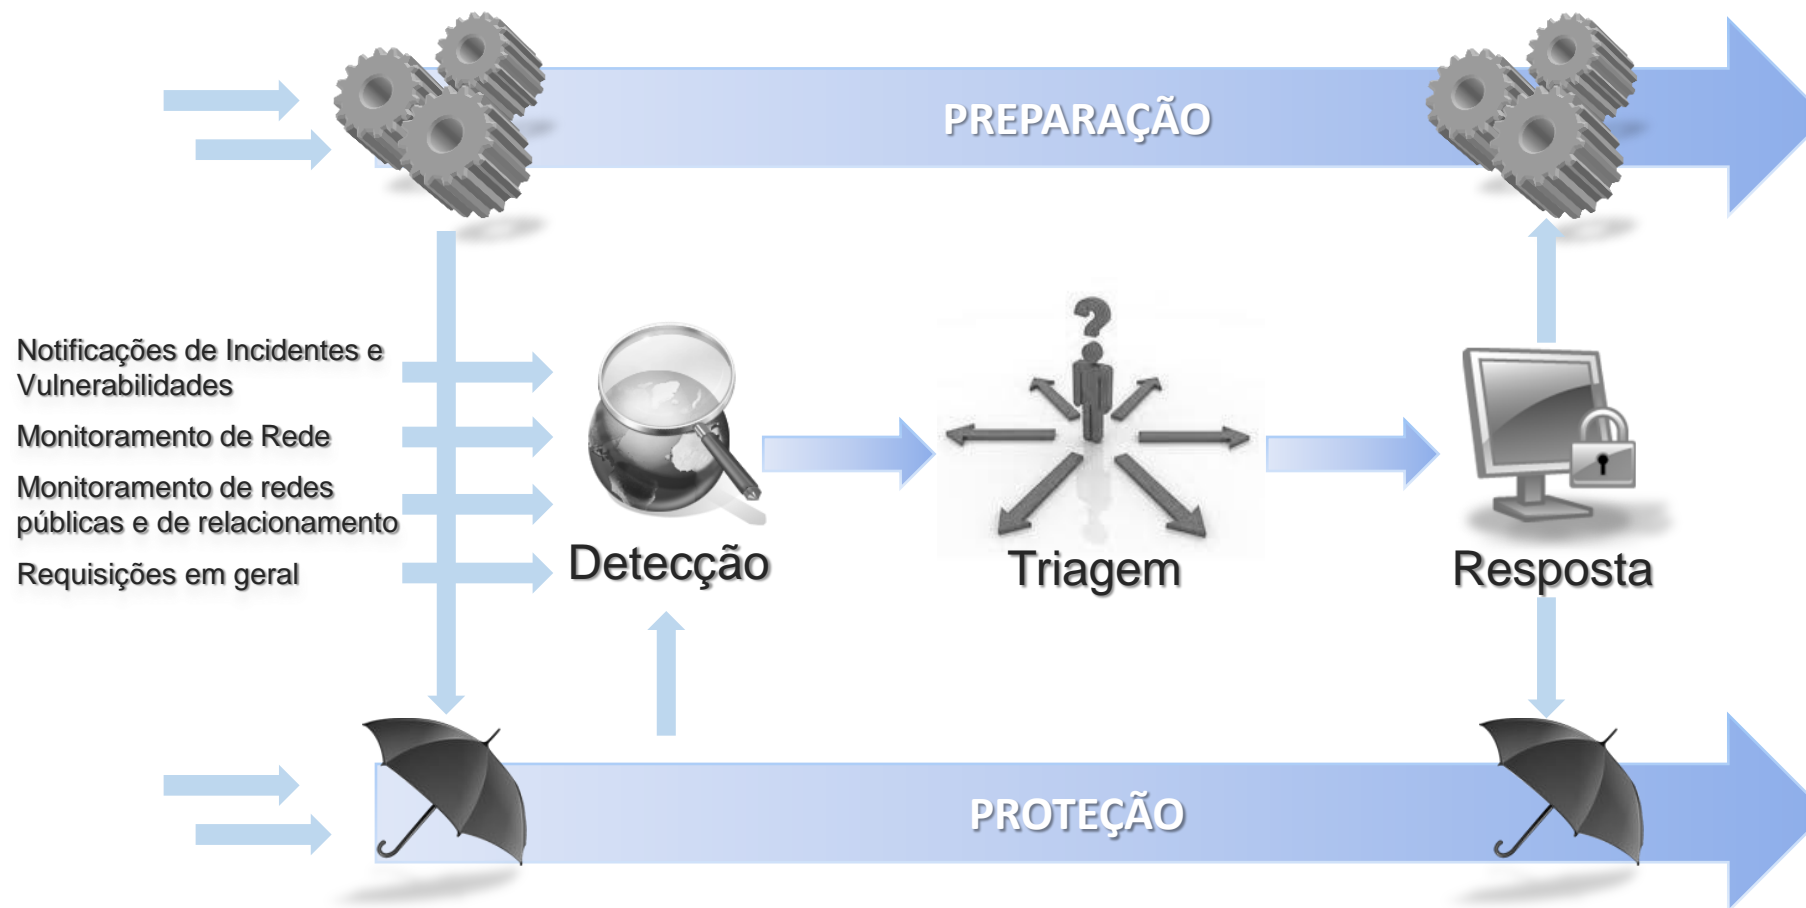 PREPARAÇÃO
Notificações de Incidentes e
Vulnerabilidades
Monitoramento de Rede
Monitoramento de redes
públicas e de relacionamento
Requisições em geral
Detecção
Triagem
Resposta
PROTEÇÃO